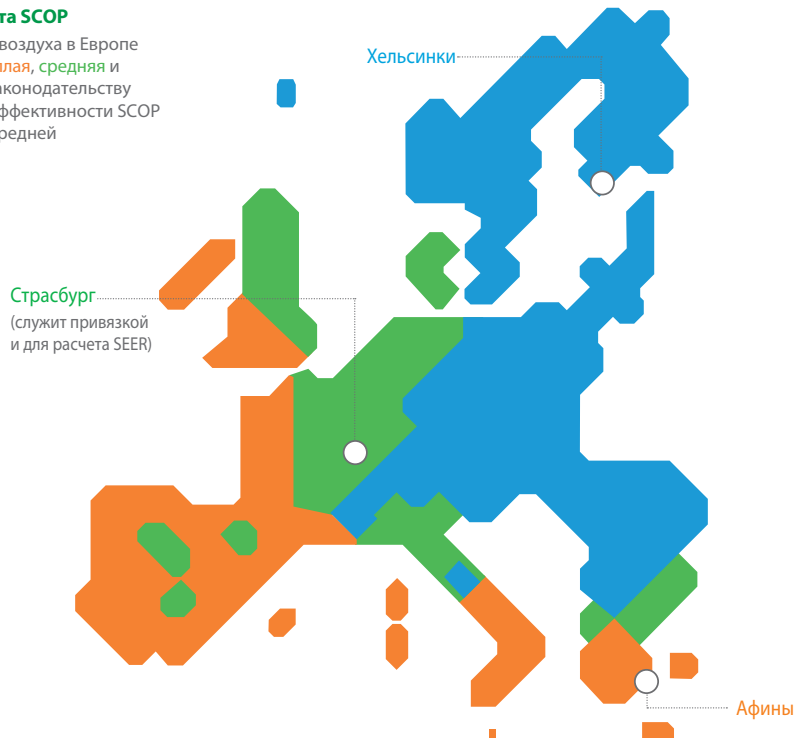 та SCOP
воздуха в Европе
лая, средняя и
аконодательству
ффективности SCOP
редней
Хельсинки
Страсбург
(служит привязкой
и для расчета SEER)
Афины